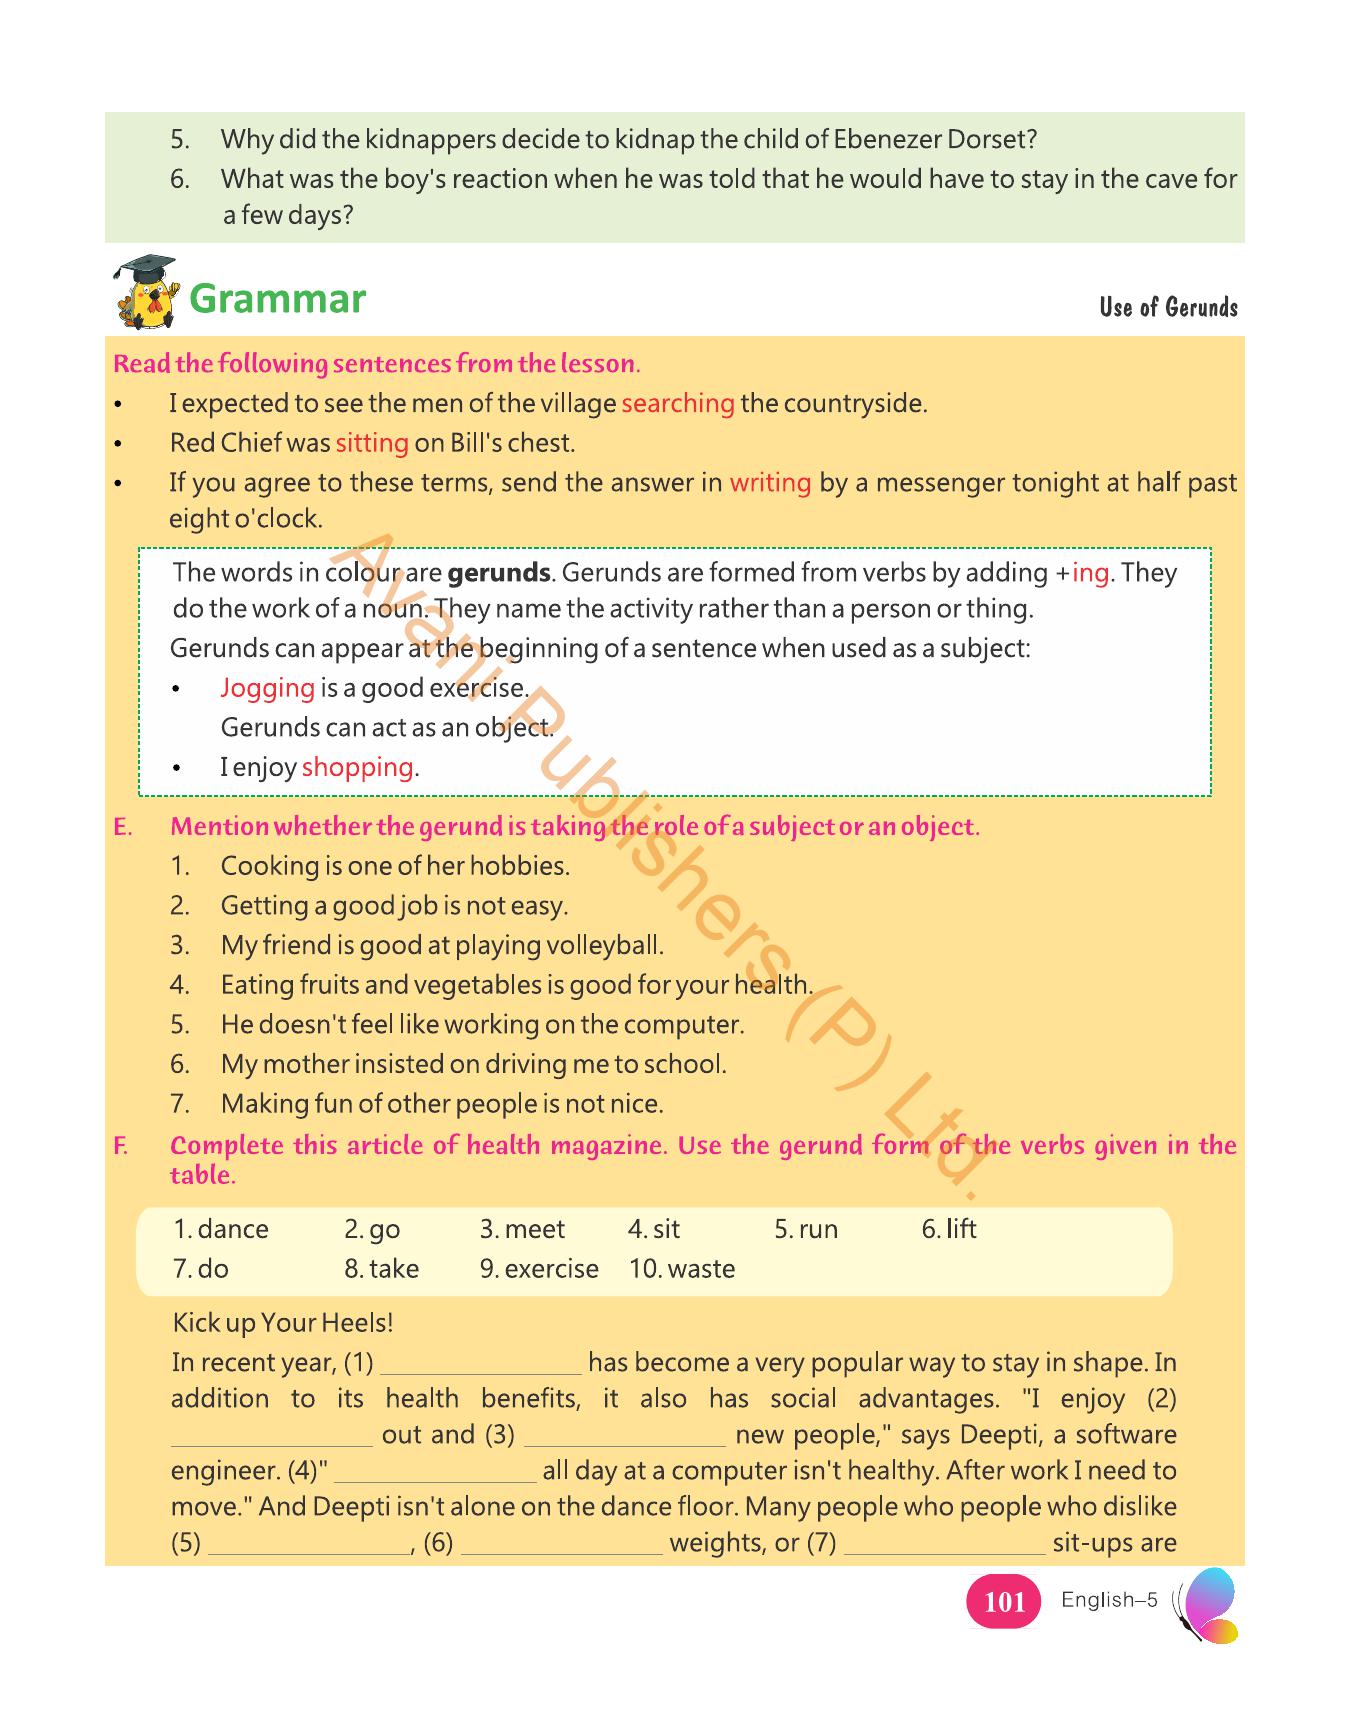 5. Why did the kidnappers decide to kidnap the child of Ebenezer Dorset?
6. What was the boy's reaction when he was told that he would have to stay in the cave for
a few days?
Grammar
Use of Gerunds
Read the following sentences from the lesson.
• I expected to see the men of the village searching the countryside.
• Red Chief was sitting on Bill's chest.
• If you agree to these terms, send the answer in writing by a messenger tonight at half past
eight o'clock.
The words in colour are gerunds. Gerunds are formed from verbs by adding +ing. They
do the work of a noun. They name the activity rather than a person or thing.
Gerunds can appear at the beginning of a sentence when used as a subject:
• Jogging is a good exercise.
Gerunds can act as an object.
• I enjoy shopping.
E. Mention whether the gerund is taking the role of a subject or an object.
1. Cooking is one of her hobbies.
2. Getting a good job is not easy.
3. My friend is good at playing volleyball.
4. Eating fruits and vegetables is good for your health.
5. He doesn't feel like working on the computer.
6. My mother insisted on driving me to school.
7. Making fun of other people is not nice.
F. Complete this article of health magazine. Use the gerund form of the verbs given in the
table.
1. dance 2. go 3. meet 4. sit 5. run 6. lift
7. do 8. take 9. exercise 10. waste
Kick up Your Heels!
In recent year, (1) _______________ has become a very popular way to stay in shape. In
addition to its health benefits, it also has social advantages. "I enjoy (2)
_______________ out and (3) _______________ new people," says Deepti, a software
engineer. (4)" _______________ all day at a computer isn't healthy. After work I need to
move." And Deepti isn't alone on the dance floor. Many people who people who dislike
(5) _______________, (6) _______________ weights, or (7) _______________ sit-ups are
101 English–5
Avani Publishers (P) Ltd.